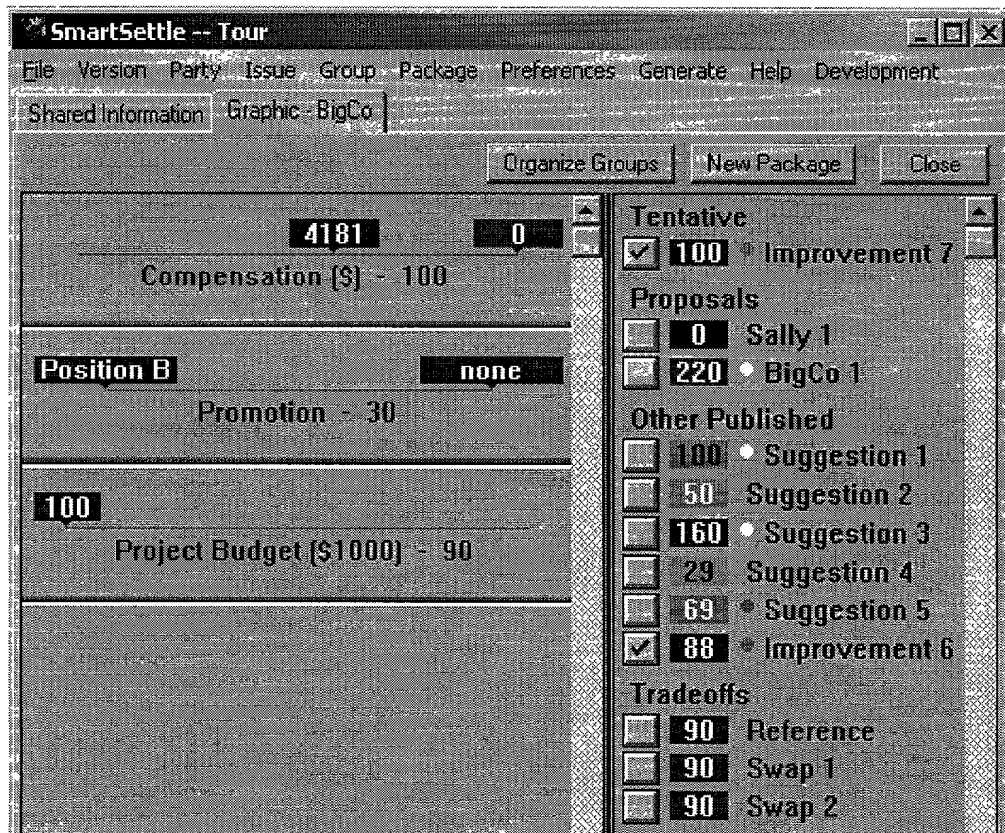 SmartSettle -- Tour
File Version Party Issue Group Package Preferences Generate Help Development
Shared Information Graphic - BigCo
Organize Groups New Package Close
4181 0
Compensation ($) - 100
Position B none
Promotion - 30
100
Project Budget ($1000) - 90
Tentative
100 Improvement 7
Proposals
0 Sally 1
220 BigCo 1
Other Published
100 Suggestion 1
50 Suggestion 2
160 Suggestion 3
29 Suggestion 4
69 Suggestion 5
88 Improvement 6
Tradeoffs
90 Reference
90 Swap 1
90 Swap 2